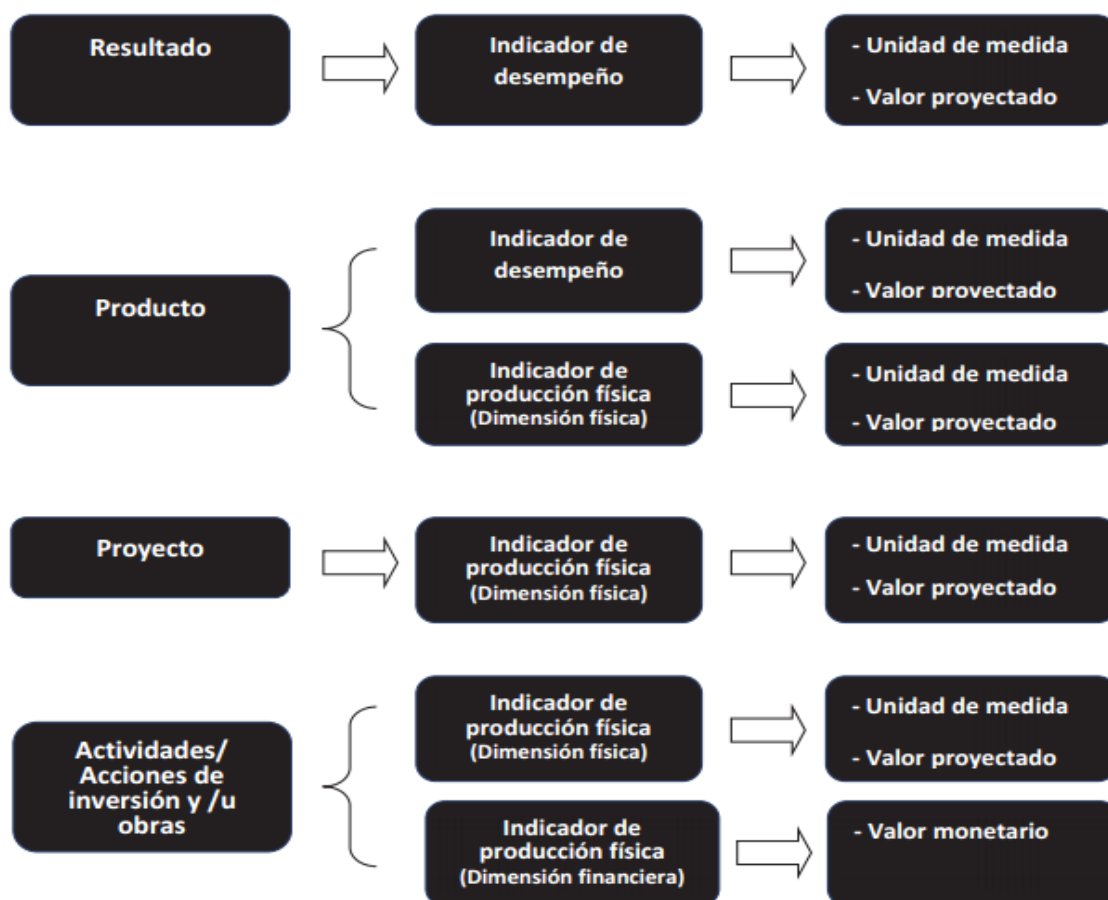 Resultado
Indicador de
desempeño
- Unidad de medida
- Valor proyectado
Producto
Indicador de
desempeño
- Unidad de medida
- Valor proyectado
Indicador de
producción física
(Dimensión física)
- Unidad de medida
- Valor proyectado
Proyecto
Indicador de
producción física
(Dimensión física)
- Unidad de medida
- Valor proyectado
Actividades/
Acciones de
inversión y /u
obras
Indicador de
producción física
(Dimensión física)
- Unidad de medida
- Valor proyectado
Indicador de
producción física
(Dimensión financiera)
- Valor monetario